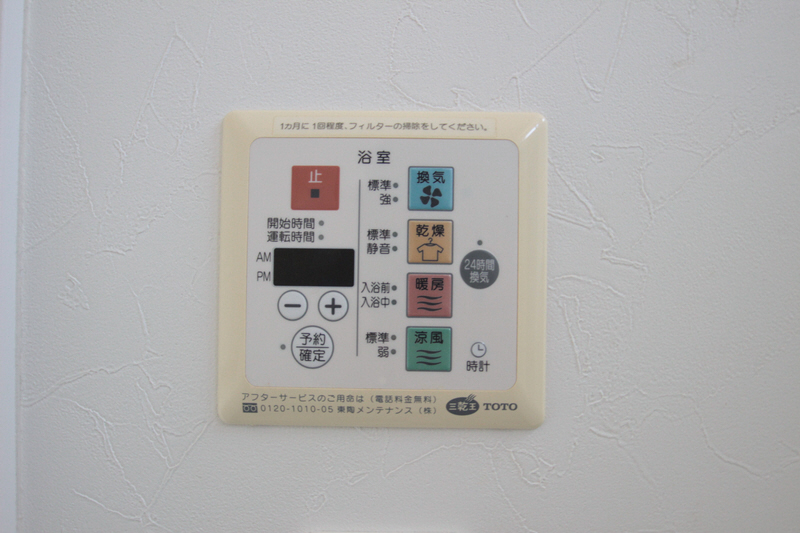 1カ月に1回程度、フィルターの掃除をしてください。
浴室
止
開始時間
運転時間
AM
PM
予約
確定
標準
強
換気
標準
静音
乾燥
入浴前
入浴中
暖房
標準
弱
涼風
24時間
換気
時計
アフターサービスのご用命は（電話料金無料）
0120-1010-05 東陶メンテナンス（株）
三乾王 TOTO